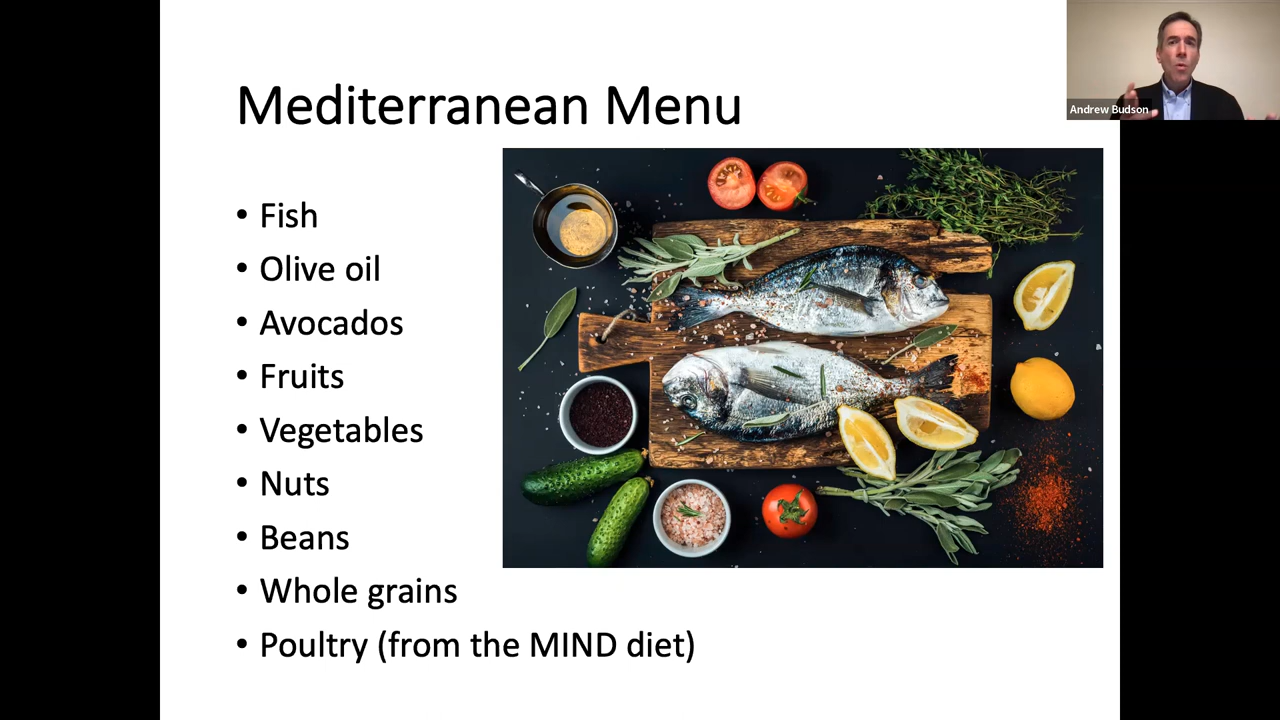 Mediterranean Menu
Andrew Budson
• Fish
• Olive oil
• Avocados
• Fruits
• Vegetables
• Nuts
• Beans
• Whole grains
• Poultry (from the MIND diet)